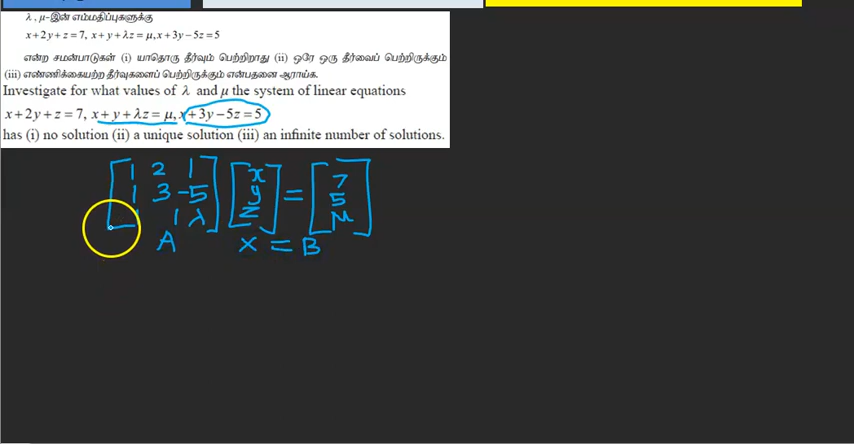 λ , μ-இன் எம்மதிப்புகளுக்கு
x+2y+z=7, x+y+λz=μ,x+3y−5z=5
என்ற சமன்பாடுகள் (i) யாதொரு தீர்வும் பெற்றிராது (ii) ஒரே ஒரு தீர்வைப் பெற்றிருக்கும்
(iii) எண்ணிக்கையற்ற தீர்வுகளைப் பெற்றிருக்கும் என்பதனை ஆராய்க.
Investigate for what values of λ and μ the system of linear equations
x+2y+z=7, x+y+λz=μ,x+3y−5z=5
has (i) no solution (ii) a unique solution (iii) an infinite number of solutions.
1 2 1 x 7
1 3 -5 y = 5
1 1 λ z μ
A X = B